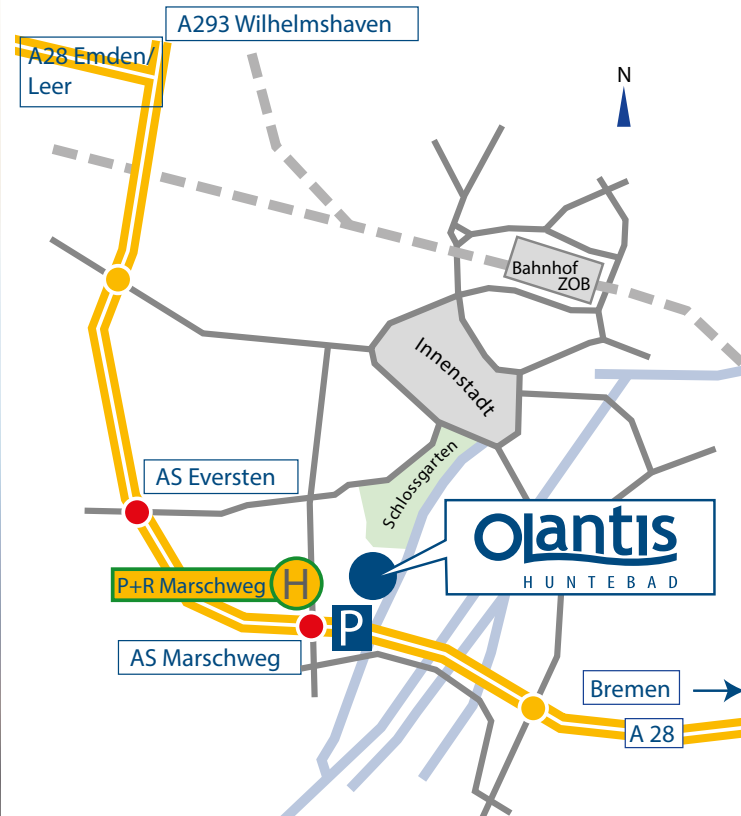 A293 Wilhelmshaven
A28 Emden/
Leer
N
Bahnhof
ZOB
Innenstadt
Schlossgarten
AS Eversten
Olantis
HUNTEBAD
P+R Marschweg
H
P
AS Marschweg
Bremen
A 28